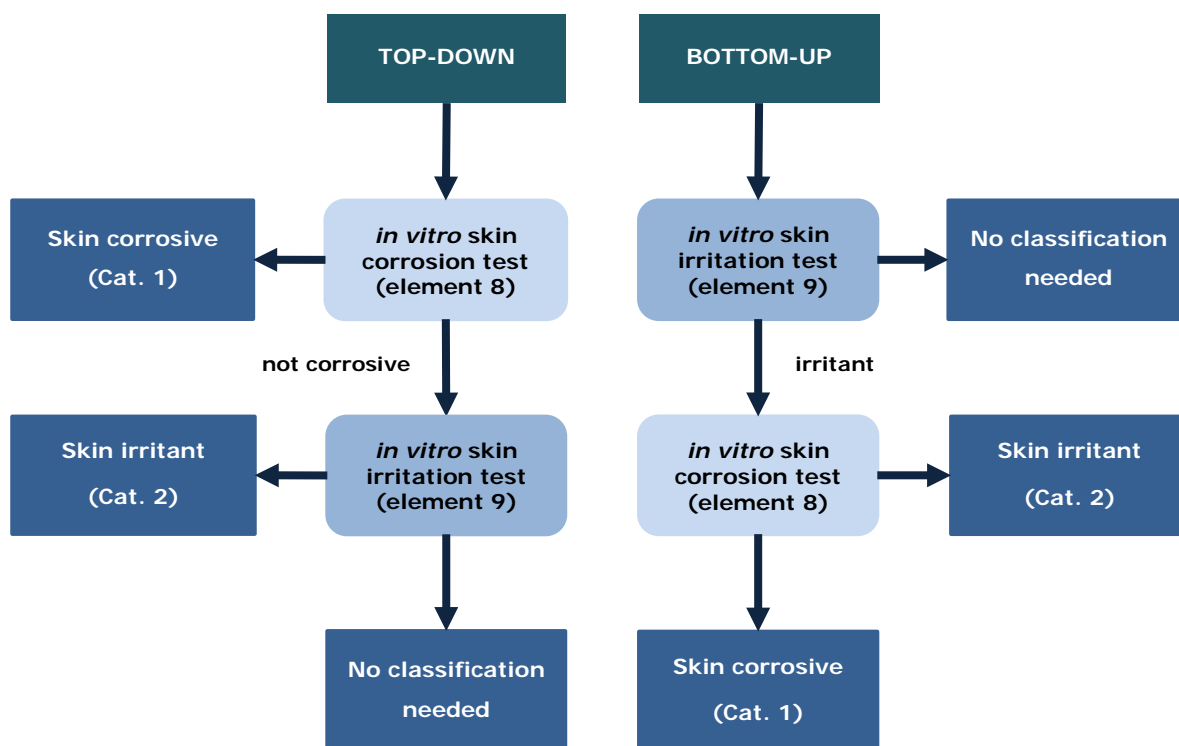 TOP-DOWN
BOTTOM-UP
Skin corrosive
(Cat. 1)
in vitro skin
corrosion test
(element 8)
in vitro skin
irritation test
(element 9)
No classification
needed
not corrosive
irritant
Skin irritant
(Cat. 2)
in vitro skin
irritation test
(element 9)
in vitro skin
corrosion test
(element 8)
Skin irritant
(Cat. 2)
No classification
needed
Skin corrosive
(Cat. 1)